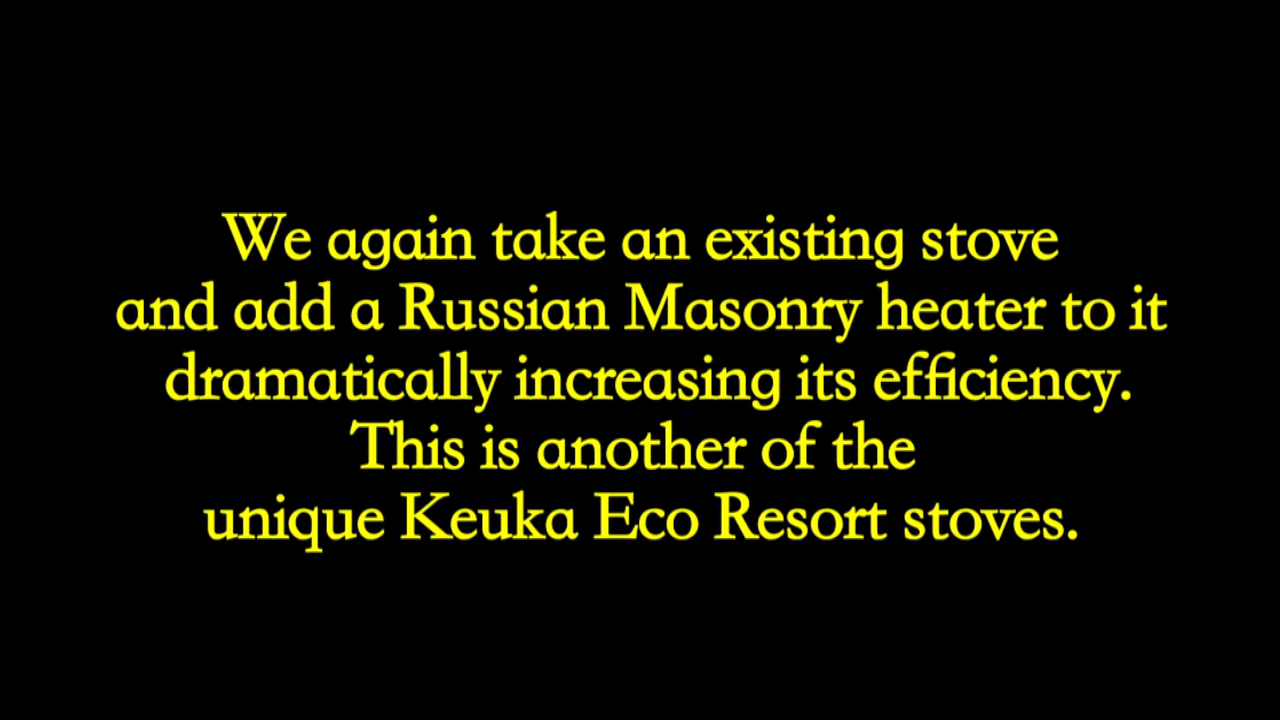 We again take an existing stove
and add a Russian Masonry heater to it
dramatically increasing its efficiency.
This is another of the
unique Keuka Eco Resort stoves.